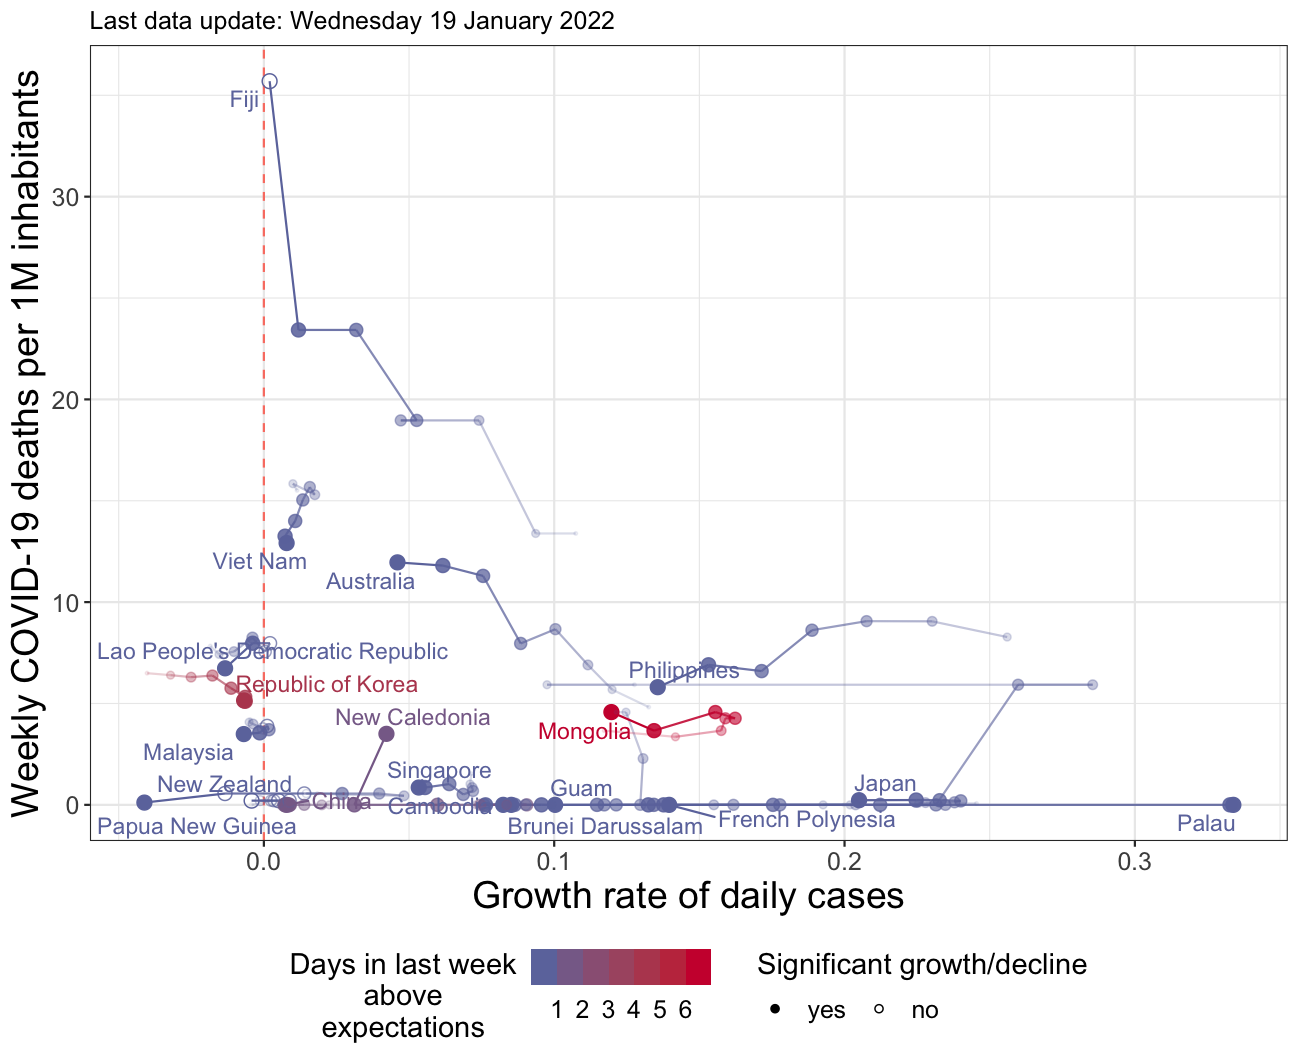 Last data update: Wednesday 19 January 2022
Weekly COVID-19 deaths per 1M inhabitants
30
20
10
0
Fiji
Viet Nam
Australia
Lao People's Democratic Republic
Philippines
Republic of Korea
New Caledonia
Mongolia
Malaysia
Singapore
New Zealand
Guam
Japan
China
Cambodia
Papua New Guinea
Brunei Darussalam
French Polynesia
Palau
0.0 0.1 0.2 0.3
Growth rate of daily cases
Days in last week
above
expectations
1 2 3 4 5 6
Significant growth/decline
yes no